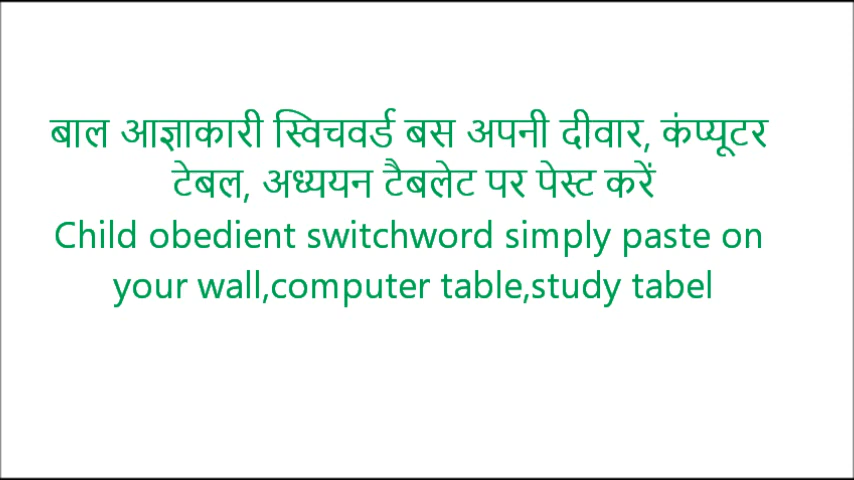 बाल आज्ञाकारी स्विचवर्ड बस अपनी दीवार, कंप्यूटर
टेबल, अध्ययन टैबलेट पर पेस्ट करें
Child obedient switchword simply paste on
your wall,computer table,study tabel